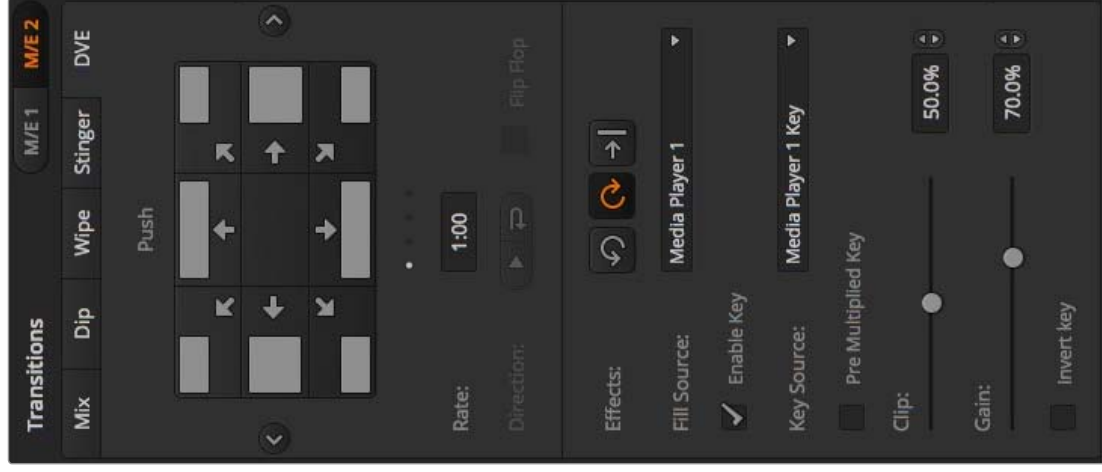 Transitions M/E 1 M/E 2
Mix Dip Wipe Stinger DVE
Push
Rate: 1:00
Direction: Flip Flop
Effects:
Fill Source: Media Player 1
Enable Key
Key Source: Media Player 1 Key
Pre Multiplied Key
Clip: 50.0%
Gain: 70.0%
Invert key